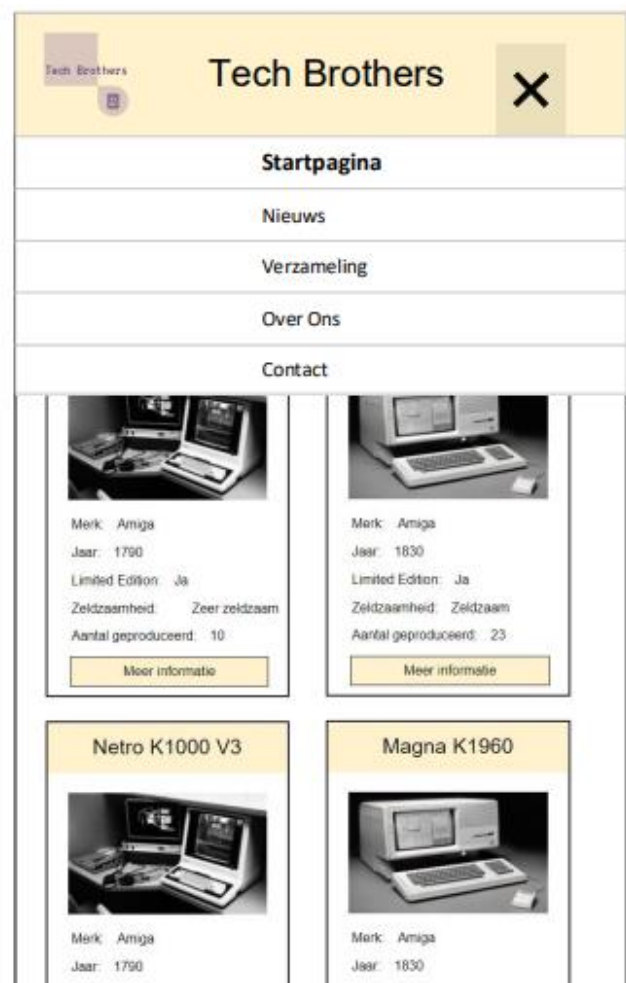 Tech Brothers
Tech Brothers
Startpagina
Nieuws
Verzameling
Over Ons
Contact
Merk: Amiga
Jaar: 1790
Limited Edition: Ja
Zeldzaamheid: Zeer zeldzaam
Aantal geproduceerd: 10
Meer informatie
Merk: Amiga
Jaar: 1830
Limited Edition: Ja
Zeldzaamheid: Zeldzaam
Aantal geproduceerd: 23
Meer informatie
Netro K1000 V3
Merk: Amiga
Jaar: 1790
Magna K1960
Merk: Amiga
Jaar: 1830